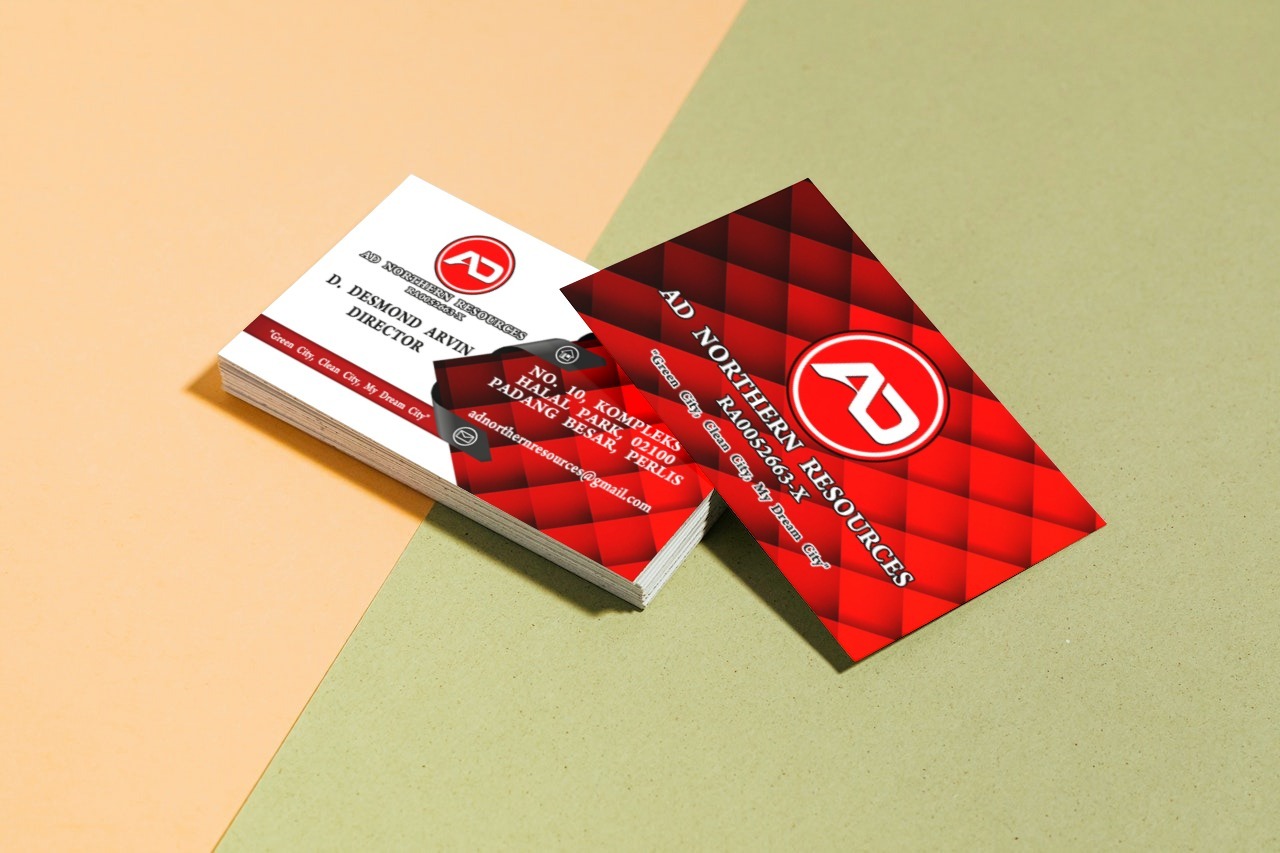 AD
AD NORTHERN RESOURCES
RA0052663-X
D. DESMOND ARVIN
DIRECTOR
"Green City, Clean City, My Dream City"
NO. 10, KOMPLEKS
HALAL PARK, 02100
PADANG BESAR, PERLIS
adnorthernresources@gmail.com
AD
AD NORTHERN RESOURCES
RA0052663-X
"Green City, Clean City, My Dream City"